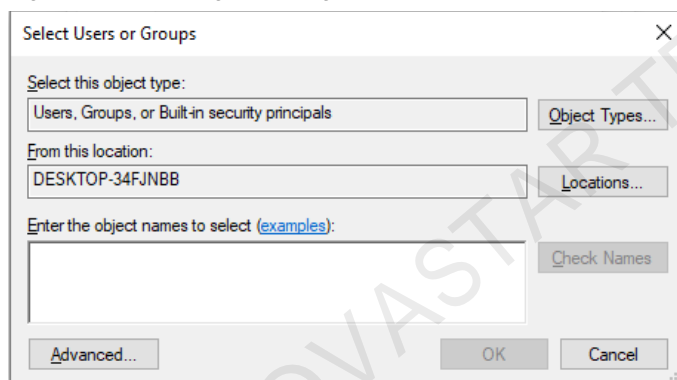 Select Users or Groups
Select this object type:
Users, Groups, or Built-in security principals
Object Types...
From this location:
DESKTOP-34FJNBB
Locations...
Enter the object names to select (examples):
Check Names
Advanced...
OK
Cancel